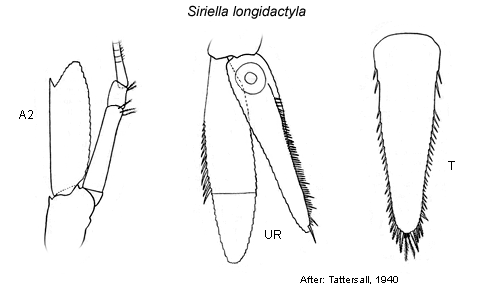 Siriella longidactyla
A2
T
UR
After: Tattersall, 1940